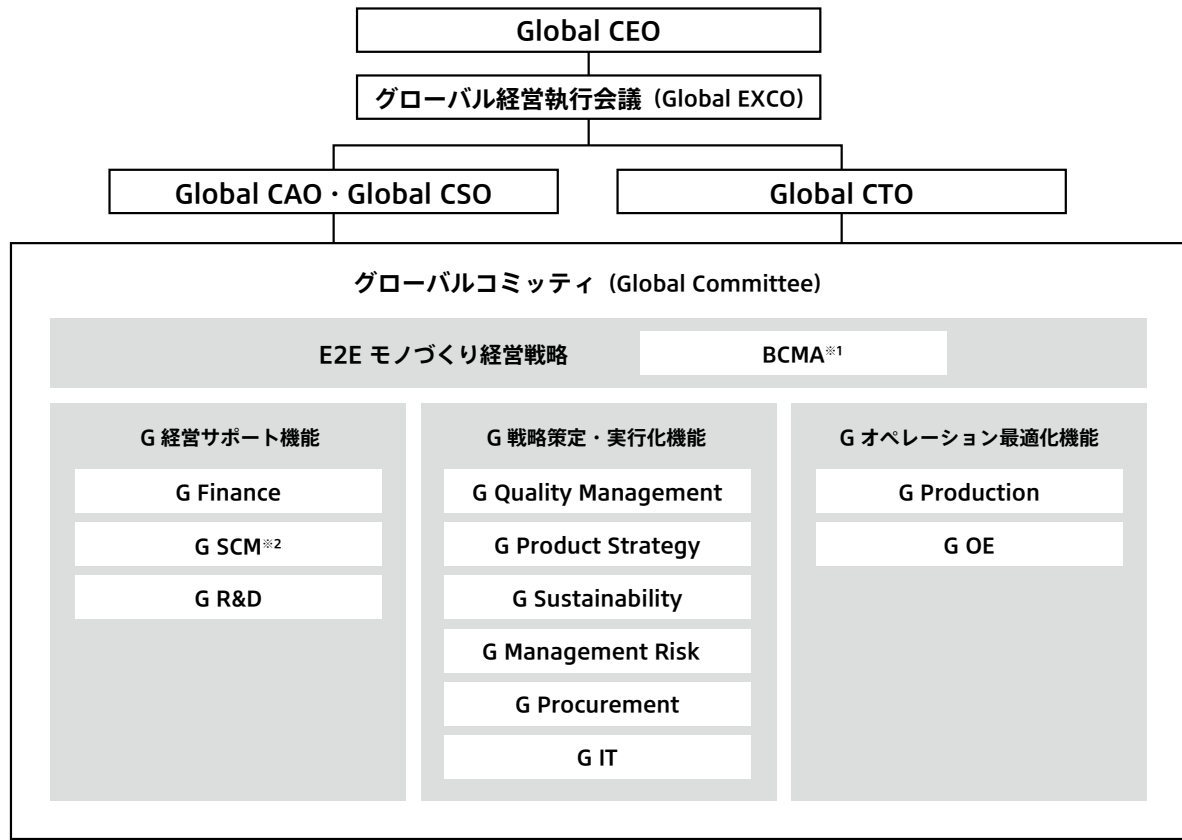 Global CEO
グローバル経営執行会議（Global EXCO）
Global CAO・Global CSO
Global CTO
グローバルコミッティ（Global Committee）
E2E モノづくり経営戦略
BCMA※1
G 経営サポート機能
G Finance
G SCM※2
G R&D
G 戦略策定・実行化機能
G Quality Management
G Product Strategy
G Sustainability
G Management Risk
G Procurement
G IT
G オペレーション最適化機能
G Production
G OE